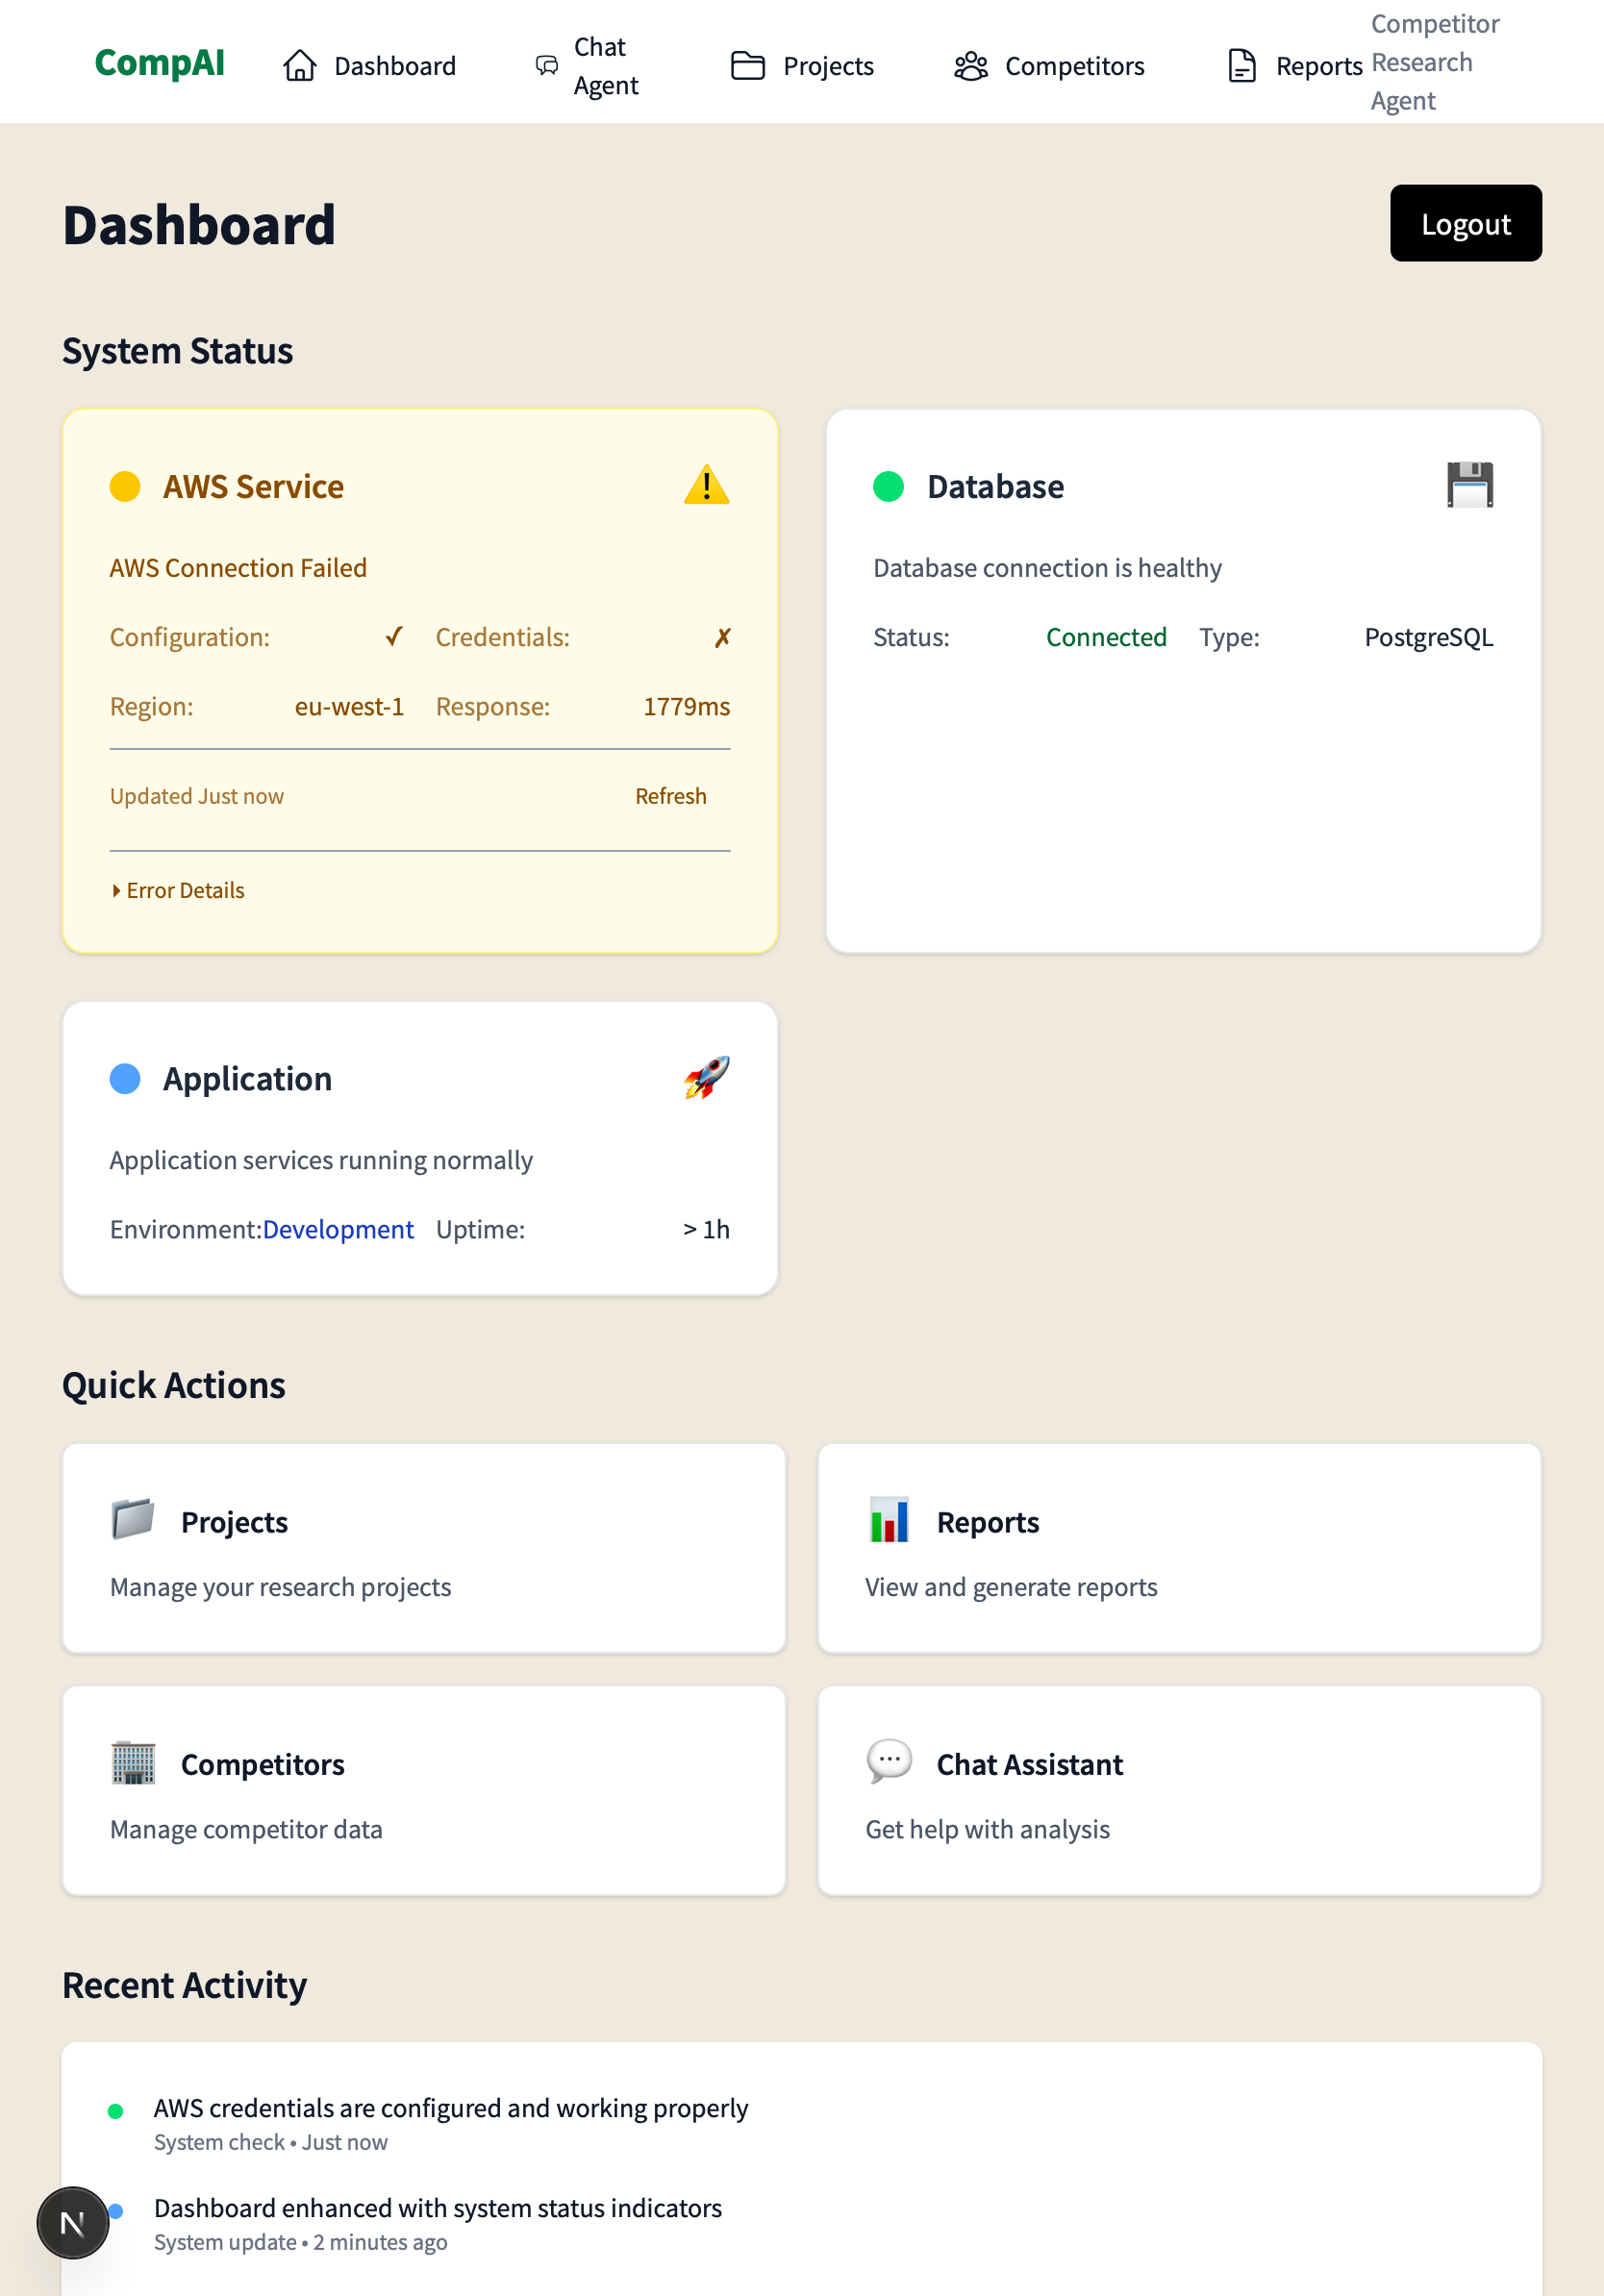 CompAI
Dashboard
Chat
Agent
Projects
Competitors
Reports
Competitor
Research
Agent
Dashboard
Logout
System Status
AWS Service
AWS Connection Failed
Configuration: ✓ Credentials: ✗
Region: eu-west-1 Response: 1779ms
Updated Just now Refresh
Error Details
Database
Database connection is healthy
Status: Connected Type: PostgreSQL
Application
Application services running normally
Environment:Development Uptime: > 1h
Quick Actions
Projects
Manage your research projects
Reports
View and generate reports
Competitors
Manage competitor data
Chat Assistant
Get help with analysis
Recent Activity
AWS credentials are configured and working properly
System check • Just now
Dashboard enhanced with system status indicators
System update • 2 minutes ago
N